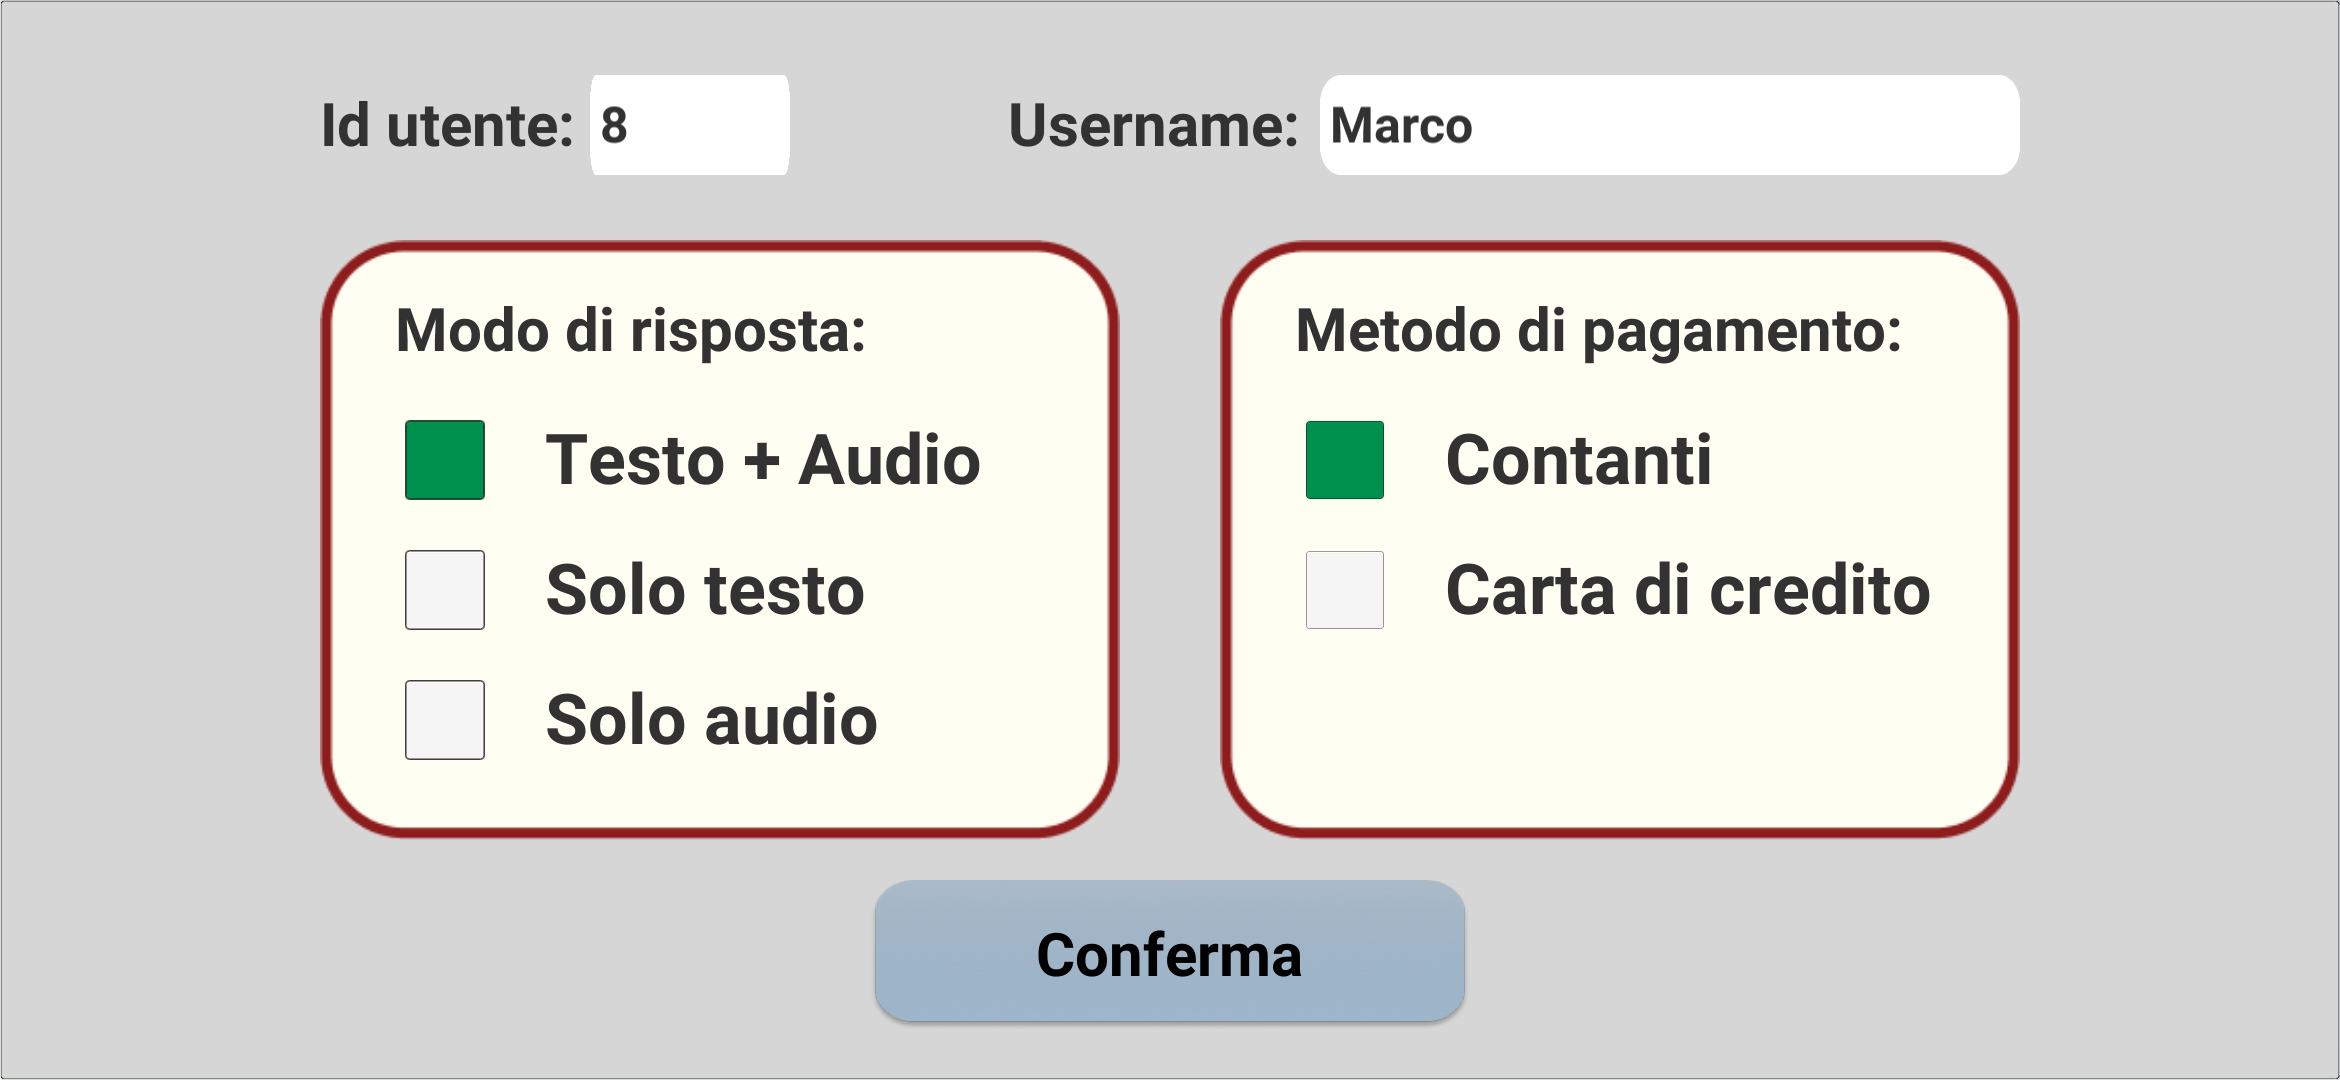 Id utente: 8 Username: Marco
Modo di risposta:
Testo + Audio
Solo testo
Solo audio
Metodo di pagamento:
Contanti
Carta di credito
Conferma